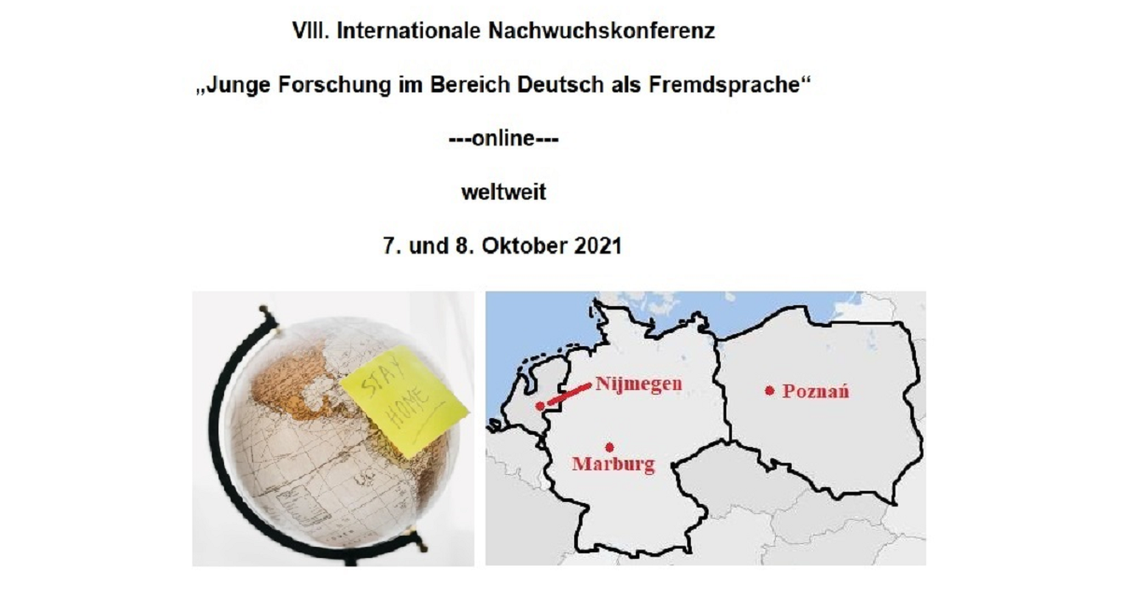 VIII. Internationale Nachwuchskonferenz
„Junge Forschung im Bereich Deutsch als Fremdsprache“
---online---
weltweit
7. und 8. Oktober 2021
STAY
HOME
Nijmegen
Poznań
Marburg